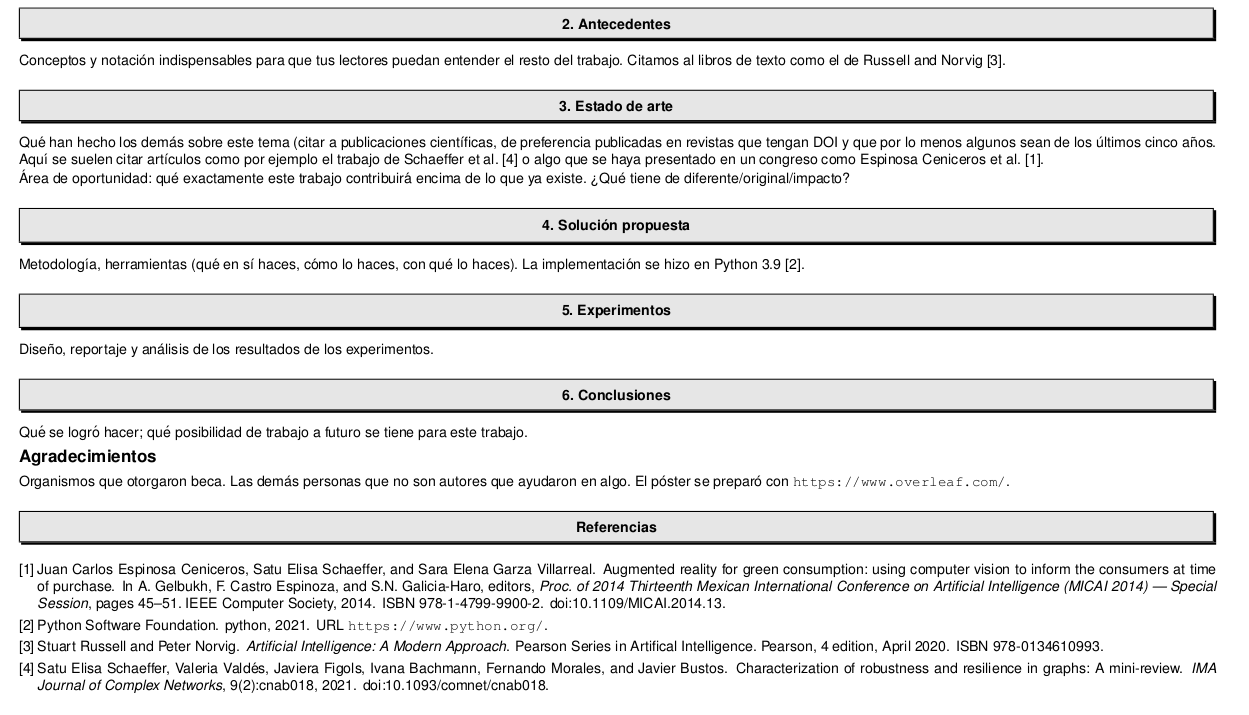 2. Antecedentes
Conceptos y notación indispensables para que tus lectores puedan entender el resto del trabajo. Citamos al libros de texto como el de Russell and Norvig [3].
3. Estado de arte
Qué han hecho los demás sobre este tema (citar a publicaciones científicas, de preferencia publicadas en revistas que tengan DOI y que por lo menos algunos sean de los últimos cinco años.
Aquí se suelen citar artículos como por ejemplo el trabajo de Schaeffer et al. [4] o algo que se haya presentado en un congreso como Espinosa Ceniceros et al. [1].
Área de oportunidad: qué exactamente este trabajo contribuirá encima de lo que ya existe. ¿Qué tiene de diferente/original/impacto?
4. Solución propuesta
Metodología, herramientas (qué en sí haces, cómo lo haces, con qué lo haces). La implementación se hizo en Python 3.9 [2].
5. Experimentos
Diseño, reportaje y análisis de los resultados de los experimentos.
6. Conclusiones
Qué se logró hacer; qué posibilidad de trabajo a futuro se tiene para este trabajo.
Agradecimientos
Organismos que otorgaron beca. Las demás personas que no son autores que ayudaron en algo. El póster se preparó con https://www.overleaf.com/.
Referencias
[1] Juan Carlos Espinosa Ceniceros, Satu Elisa Schaeffer, and Sara Elena Garza Villarreal. Augmented reality for green consumption: using computer vision to inform the consumers at time
of purchase. In A. Gelbukh, F. Castro Espinoza, and S.N. Galicia-Haro, editors, Proc. of 2014 Thirteenth Mexican International Conference on Artificial Intelligence (MICAI 2014) — Special
Session, pages 45–51. IEEE Computer Society, 2014. ISBN 978-1-4799-9900-2. doi:10.1109/MICAI.2014.13.
[2] Python Software Foundation. python, 2021. URL https://www.python.org/.
[3] Stuart Russell and Peter Norvig. Artificial Intelligence: A Modern Approach. Pearson Series in Artifical Intelligence. Pearson, 4 edition, April 2020. ISBN 978-0134610993.
[4] Satu Elisa Schaeffer, Valeria Valdés, Javiera Figols, Ivana Bachmann, Fernando Morales, and Javier Bustos. Characterization of robustness and resilience in graphs: A mini-review. IMA
Journal of Complex Networks, 9(2):cnab018, 2021. doi:10.1093/comnet/cnab018.